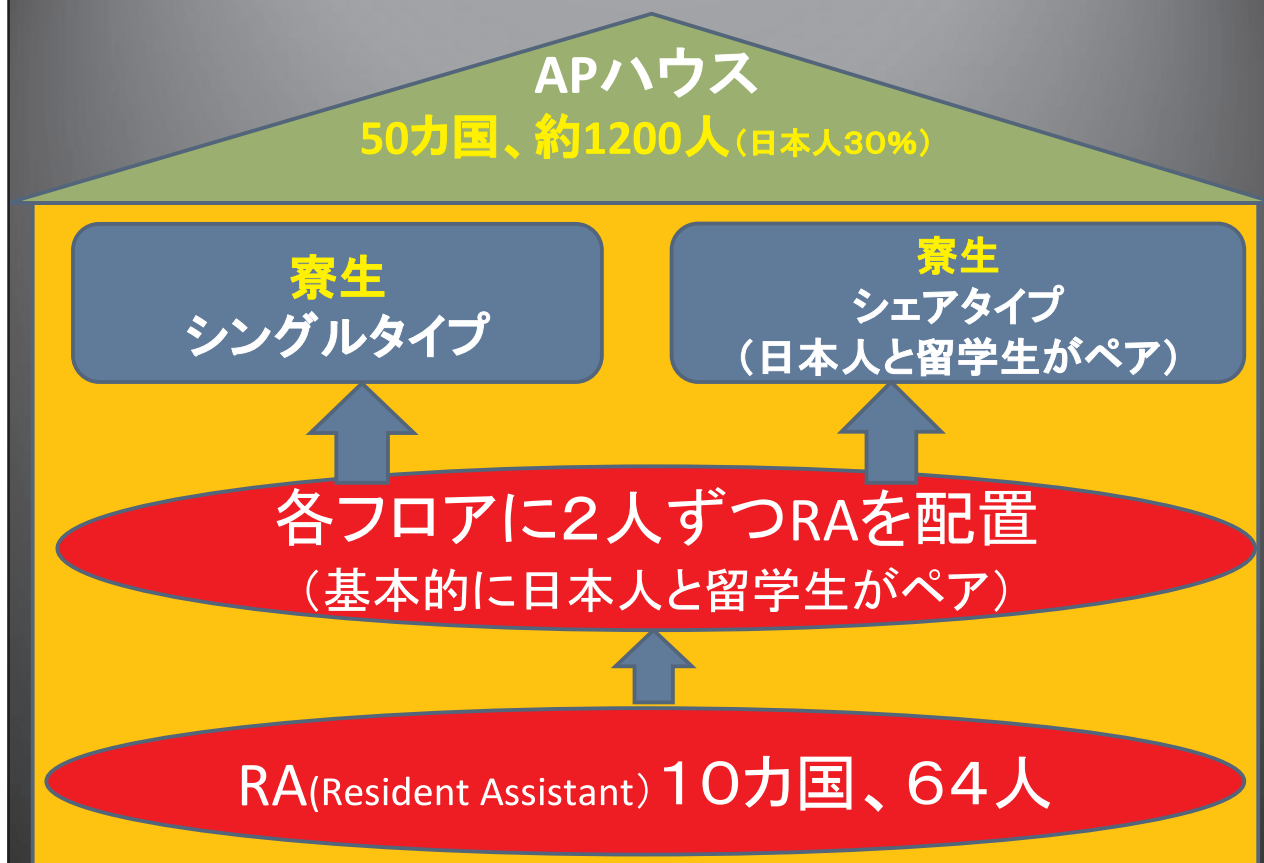 APハウス
50カ国、約1200人（日本人30％）
寮生
シングルタイプ
寮生
シェアタイプ
（日本人と留学生がペア）
各フロアに２人ずつRAを配置
（基本的に日本人と留学生がペア）
RA(Resident Assistant）１０カ国、６４人